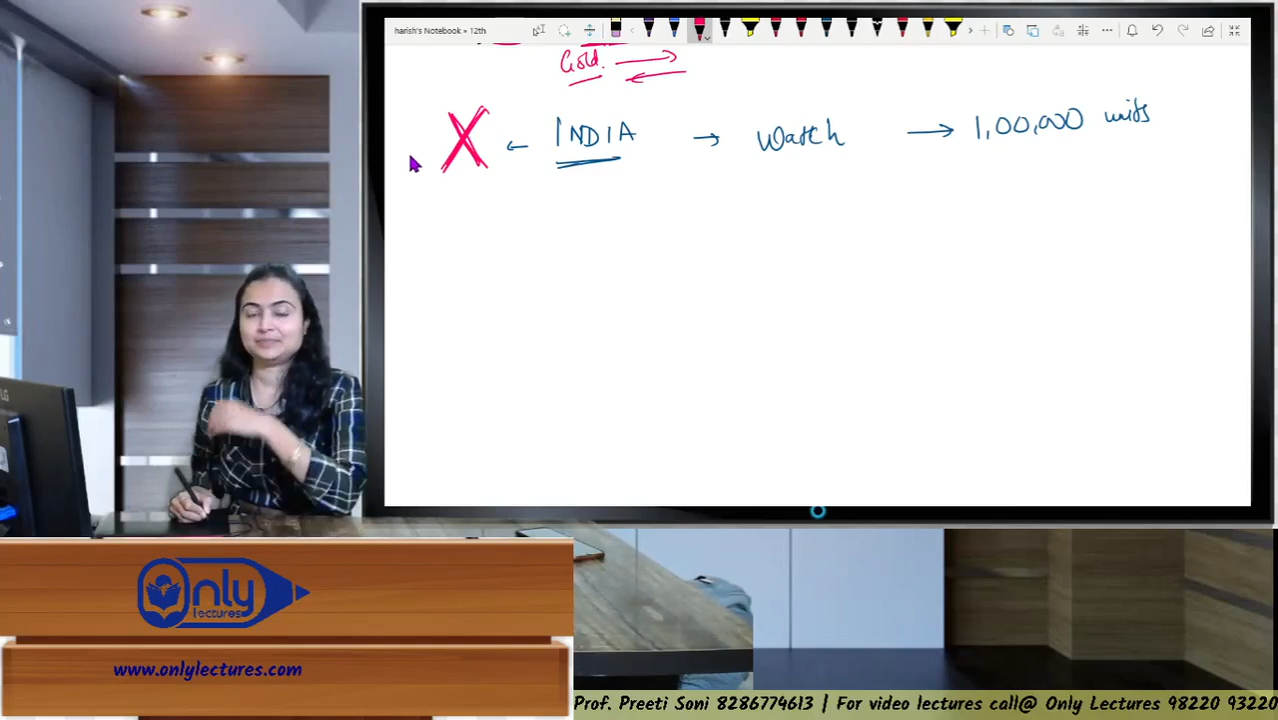 harish's Notebook » 12th
Gold. → ←
X ← INDIA → Watch → 1,00,000 units
LG
Only
lectures
www.onlylectures.com
Prof. Preeti Soni 8286774613 | For video lectures call@ Only Lectures 98220 93220